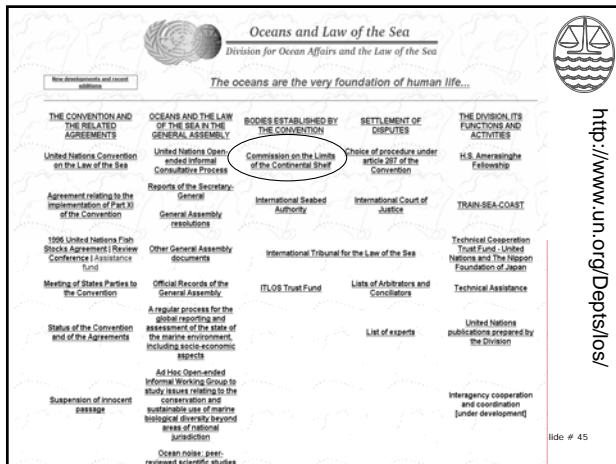 Oceans and Law of the Sea
Division for Ocean Affairs and the Law of the Sea
New developments and recent
additions
The oceans are the very foundation of human life...
THE CONVENTION AND
THE RELATED
AGREEMENTS
United Nations Convention
on the Law of the Sea
Agreement relating to the
implementation of Part XI
of the Convention
1995 United Nations Fish
Stocks Agreement | Review
Conference | Assistance
fund
Meeting of States Parties to
the Convention
Status of the Convention
and of the Agreements
Suspension of innocent
passage
OCEANS AND THE LAW
OF THE SEA IN THE
GENERAL ASSEMBLY
United Nations Open-
ended Informal
Consultative Process
Reports of the Secretary-
General
General Assembly
resolutions
Other General Assembly
documents
Official Records of the
General Assembly
A regular process for the
global reporting and
assessment of the state of
the marine environment,
including socio-economic
aspects
Ad Hoc Open-ended
Informal Working Group to
study issues relating to the
conservation and
sustainable use of marine
biological diversity beyond
areas of national
jurisdiction
Ocean noise: peer-
reviewed scientific studies
BODIES ESTABLISHED BY
THE CONVENTION
Commission on the Limits
of the Continental Shelf
International Seabed
Authority
International Tribunal for the Law of the Sea
ITLOS Trust Fund
SETTLEMENT OF
DISPUTES
Choice of procedure under
article 287 of the
Convention
International Court of
Justice
Lists of Arbitrators and
Conciliators
List of experts
THE DIVISION, ITS
FUNCTIONS AND
ACTIVITIES
H.S. Amerasinghe
Fellowship
TRAIN-SEA-COAST
Technical Cooperation
Trust Fund - United
Nations and The Nippon
Foundation of Japan
Technical Assistance
United Nations
publications prepared by
the Division
Interagency cooperation
and coordination
[under development]
http://www.un.org/Depts/los/
lide # 45